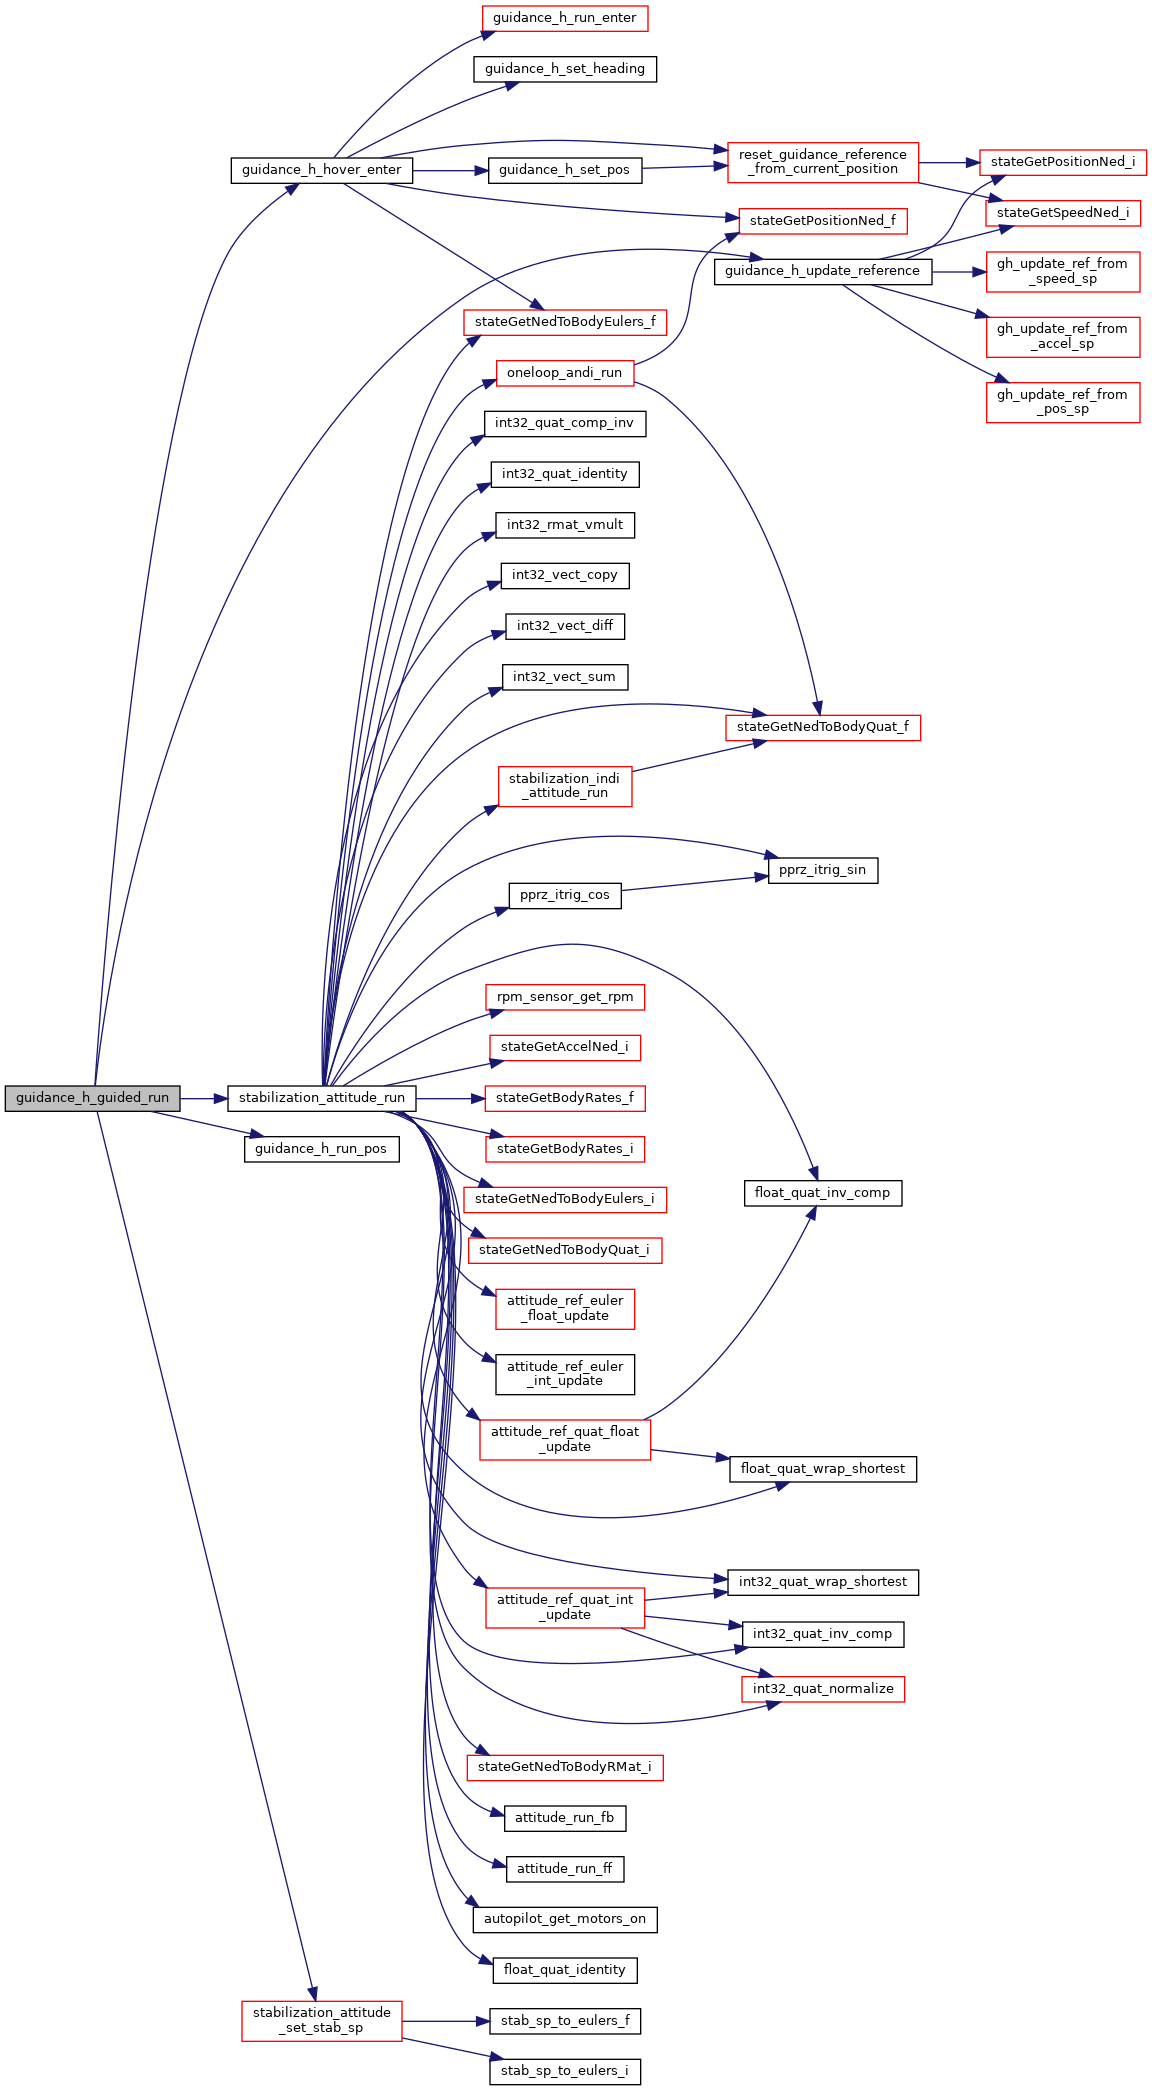 guidance_h_run_enter
guidance_h_set_heading
reset_guidance_reference
_from_current_position
stateGetPositionNed_i
guidance_h_hover_enter
guidance_h_set_pos
stateGetSpeedNed_i
stateGetPositionNed_f
gh_update_ref_from
_speed_sp
guidance_h_update_reference
stateGetNedToBodyEulers_f
gh_update_ref_from
_accel_sp
oneloop_andi_run
gh_update_ref_from
_pos_sp
int32_quat_comp_inv
int32_quat_identity
int32_rmat_vmult
int32_vect_copy
int32_vect_diff
int32_vect_sum
stateGetNedToBodyQuat_f
stabilization_indi
_attitude_run
pprz_itrig_sin
pprz_itrig_cos
rpm_sensor_get_rpm
stateGetAccelNed_i
guidance_h_guided_run
stabilization_attitude_run
stateGetBodyRates_f
guidance_h_run_pos
stateGetBodyRates_i
float_quat_inv_comp
stateGetNedToBodyEulers_i
stateGetNedToBodyQuat_i
attitude_ref_euler
_float_update
attitude_ref_euler
_int_update
attitude_ref_quat_float
_update
float_quat_wrap_shortest
int32_quat_wrap_shortest
attitude_ref_quat_int
_update
int32_quat_inv_comp
int32_quat_normalize
stateGetNedToBodyRMat_i
attitude_run_fb
attitude_run_ff
autopilot_get_motors_on
float_quat_identity
stabilization_attitude
_set_stab_sp
stab_sp_to_eulers_f
stab_sp_to_eulers_i